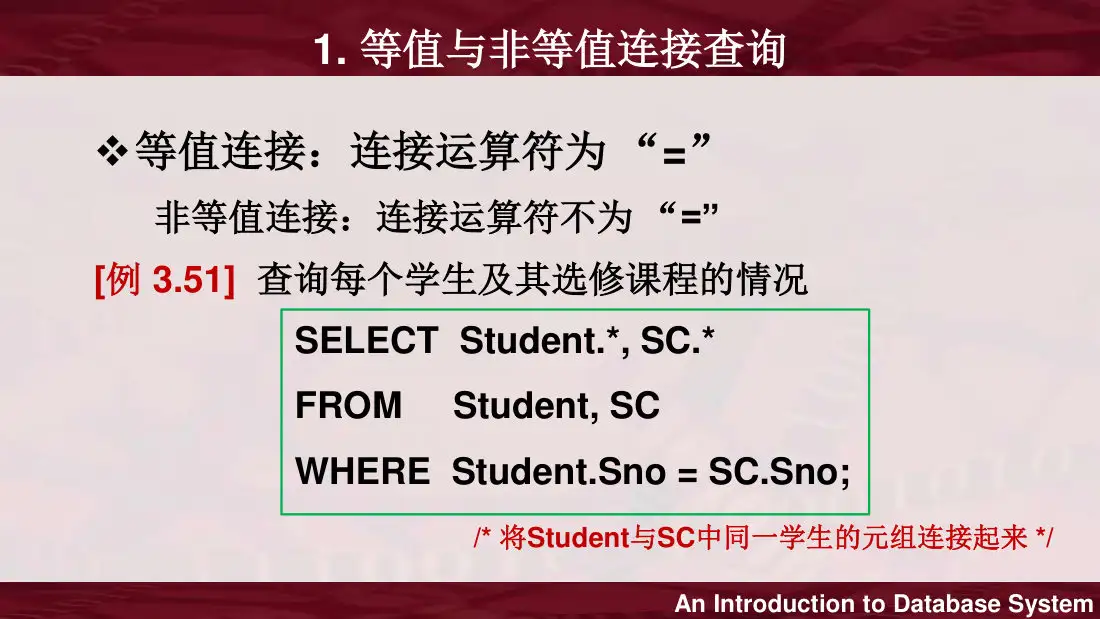 1. 等值与非等值连接查询
❖等值连接：连接运算符为 “=”
非等值连接：连接运算符不为 “=”
[例 3.51] 查询每个学生及其选修课程的情况
SELECT Student.*, SC.*
FROM Student, SC
WHERE Student.Sno = SC.Sno;
/* 将Student与SC中同一学生的元组连接起来 */
An Introduction to Database System